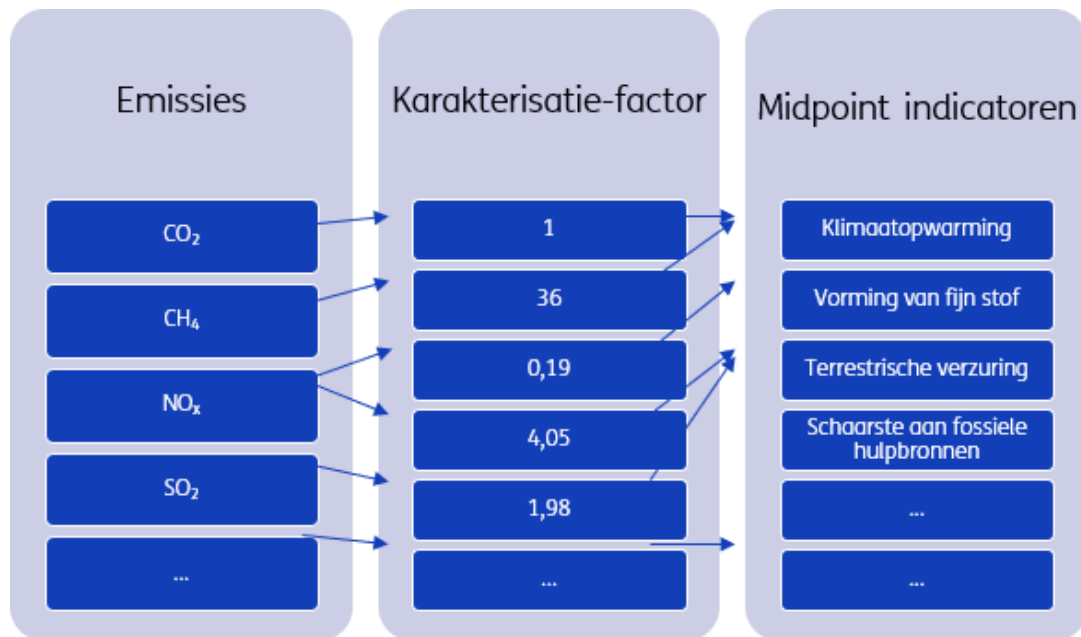 Emissies
CO₂
CH₄
NOₓ
SO₂
...
Karakterisatie-factor
1
36
0,19
4,05
1,98
...
Midpoint indicatoren
Klimaatopwarming
Vorming van fijn stof
Terrestrische verzuring
Schaarste aan fossiele
hulpbronnen
...
...